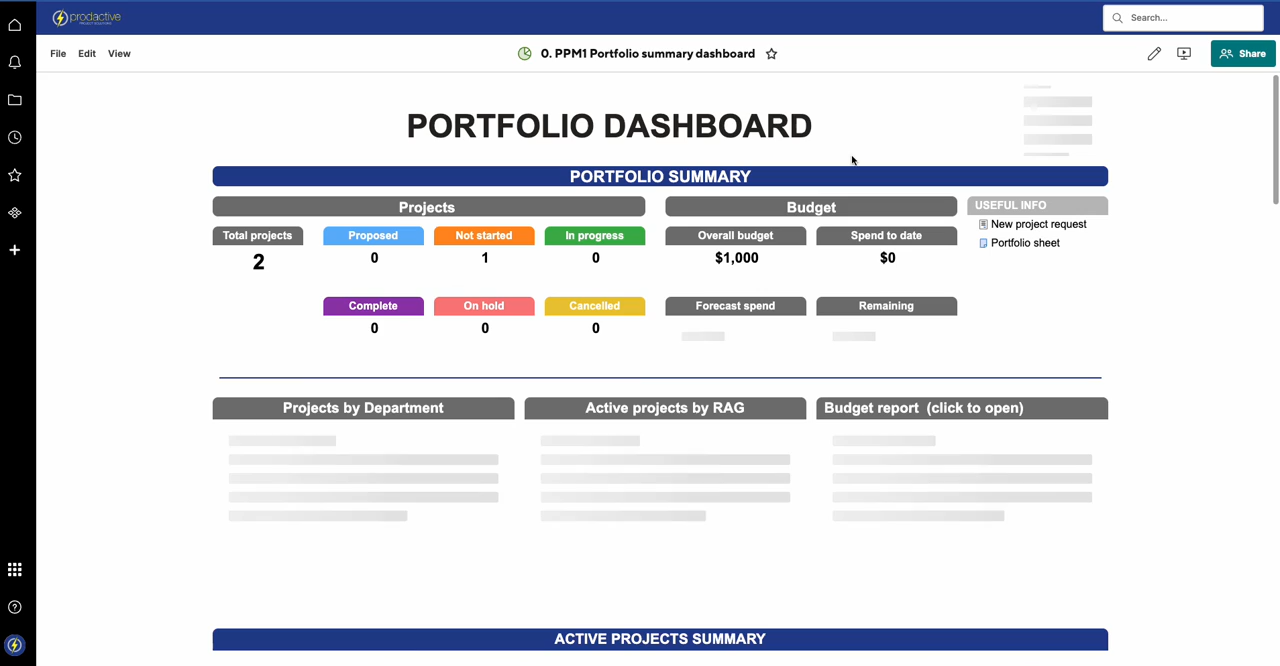 prodactive
PROJECT SOLUTIONS
Search...
File Edit View
0. PPM1 Portfolio summary dashboard
Share
PORTFOLIO DASHBOARD
PORTFOLIO SUMMARY
Projects
Budget
USEFUL INFO
New project request
Portfolio sheet
Total projects
Proposed
Not started
In progress
Overall budget
Spend to date
2
0
1
0
$1,000
$0
Complete
On hold
Cancelled
Forecast spend
Remaining
0
0
0
Projects by Department
Active projects by RAG
Budget report (click to open)
ACTIVE PROJECTS SUMMARY